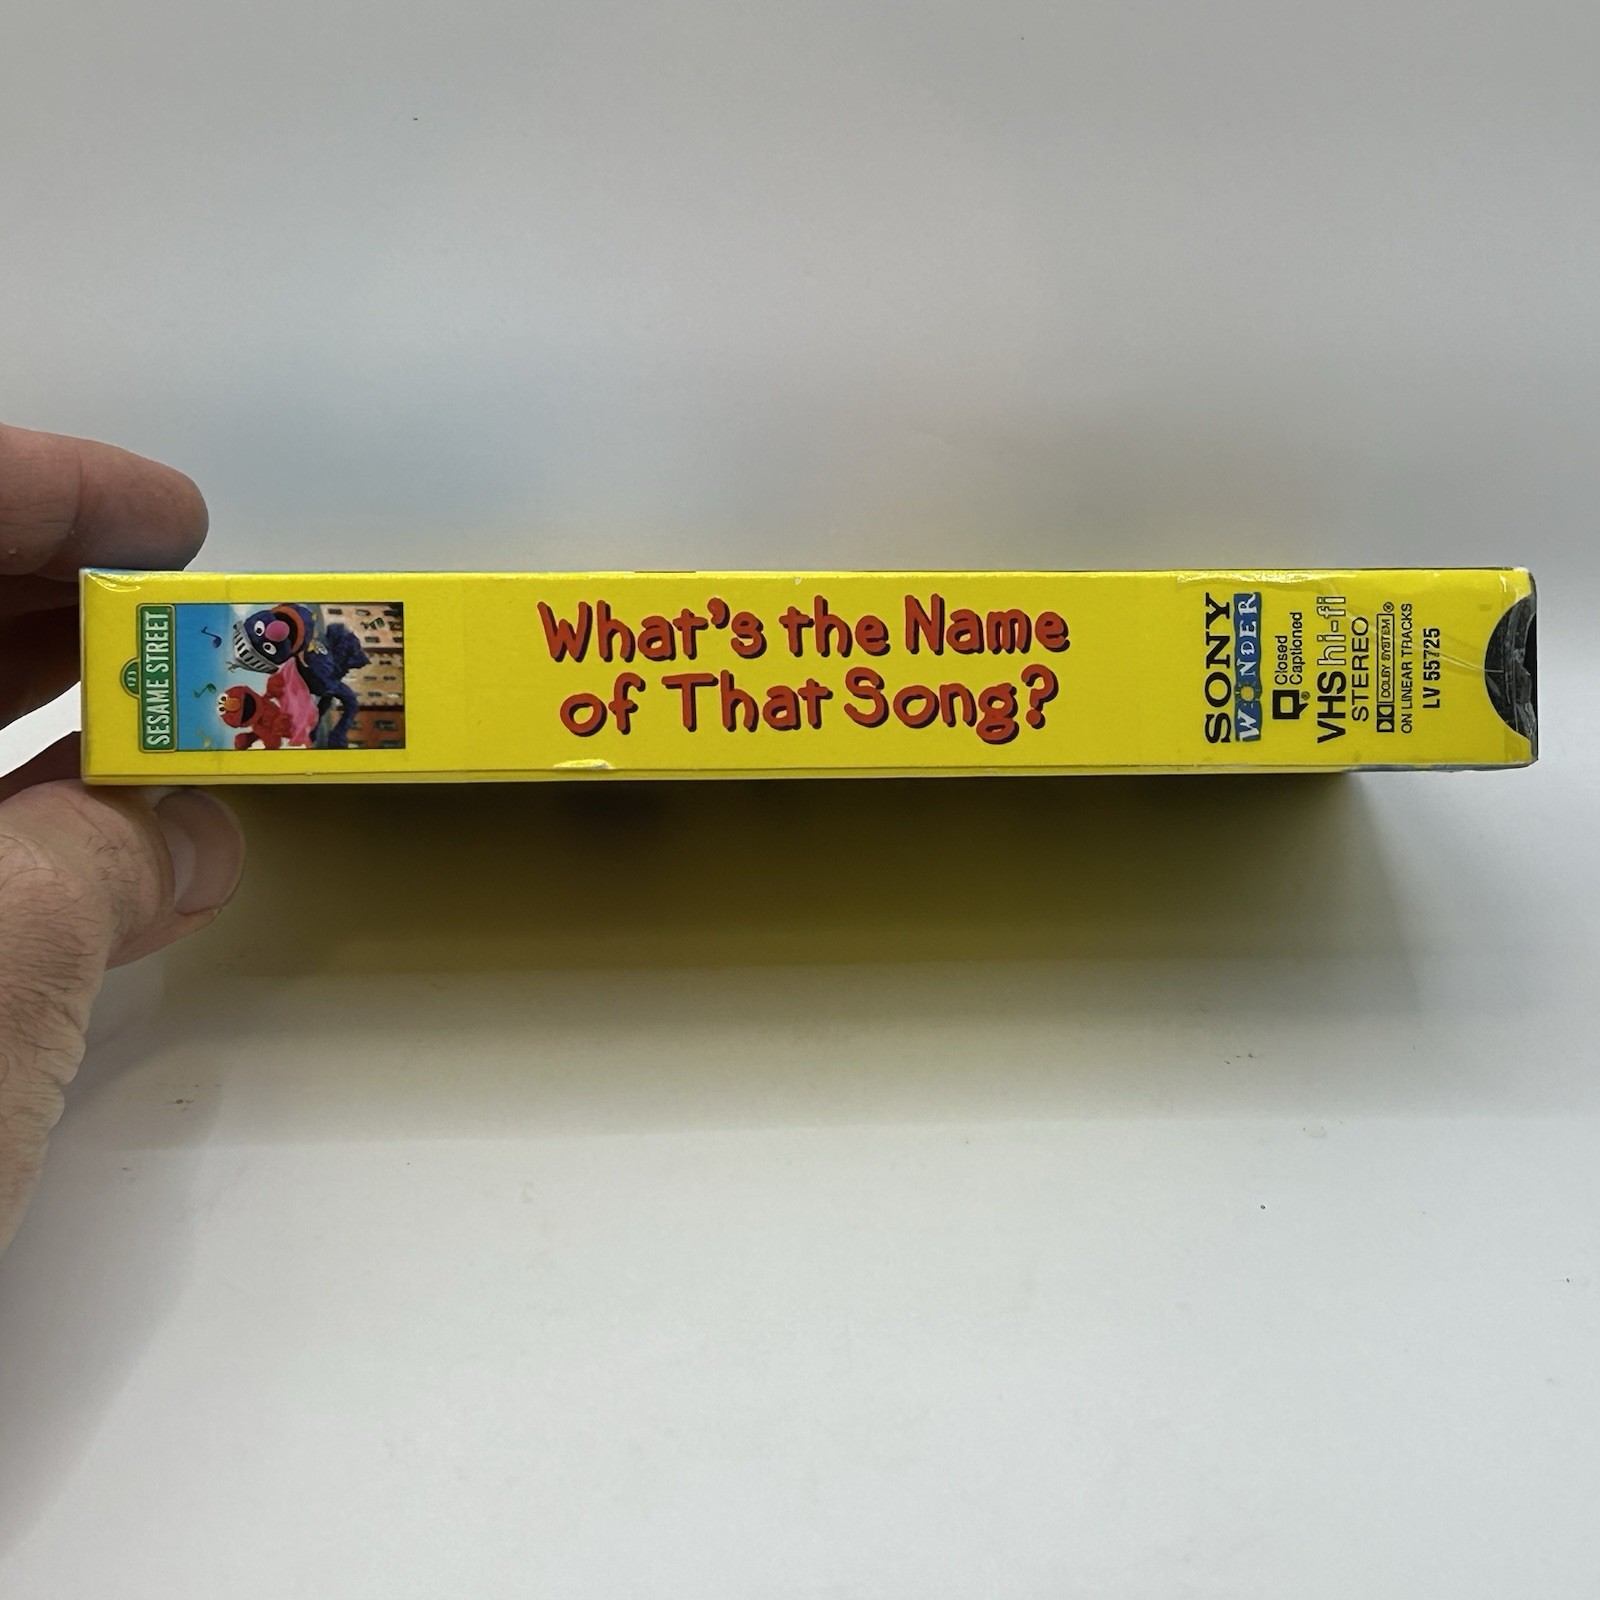 123
SESAME STREET
What's the Name
of That Song?
SONY
WONDER
Closed
Captioned
VHS hi-fi
STEREO
DOLBY SYSTEM®
ON LINEAR TRACKS
LV 55725